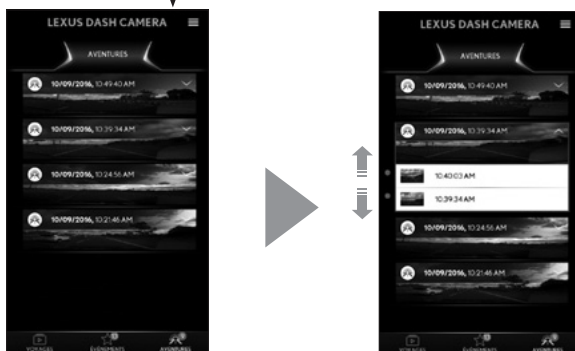 LEXUS DASH CAMERA
AVENTURES
10/09/2016, 10:49:40 AM
10/09/2016, 10:39:34 AM
10/09/2016, 10:24:56 AM
10/09/2016, 10:21:46 AM
VOYAGES
ÉVÉNEMENTS
AVENTURES
LEXUS DASH CAMERA
AVENTURES
10/09/2016, 10:49:40 AM
10/09/2016, 10:39:34 AM
10:40:03 AM
10:39:34 AM
10/09/2016, 10:24:56 AM
10/09/2016, 10:21:46 AM
VOYAGES
ÉVÉNEMENTS
AVENTURES